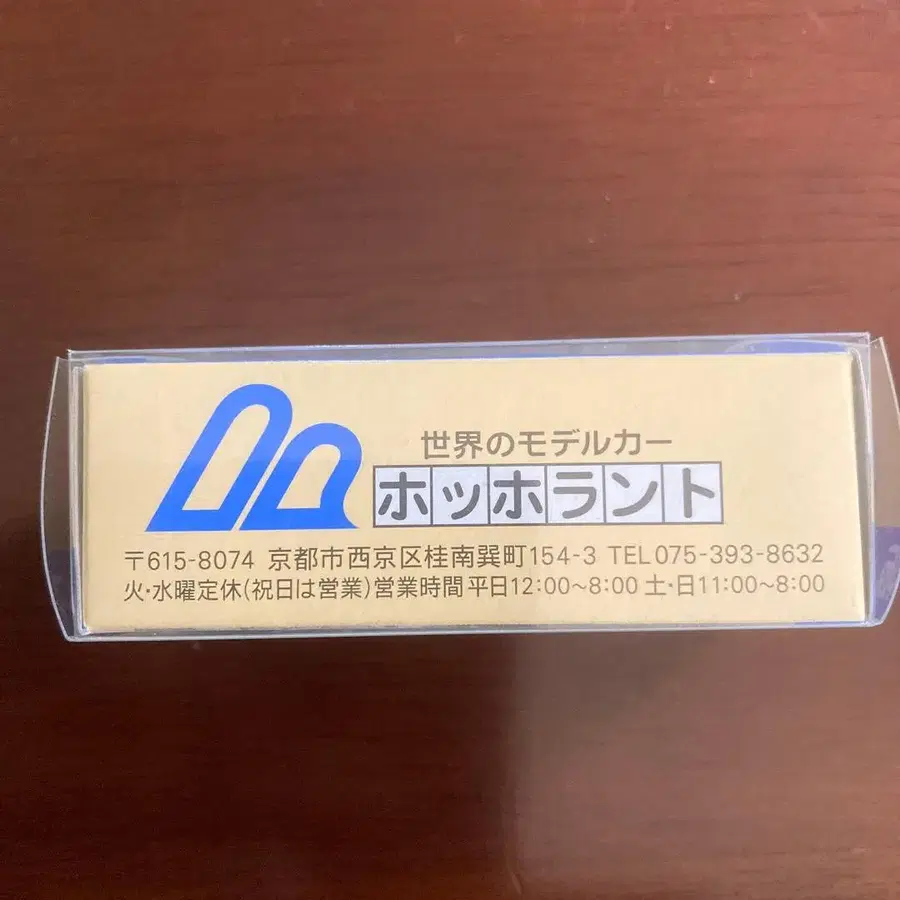 世界のモデルカー
ホッホラント
〒615-8074 京都市西京区桂南巽町154-3 TEL075-393-8632
火・水曜定休(祝日は営業)営業時間 平日12:00〜8:00 土・日11:00〜8:00